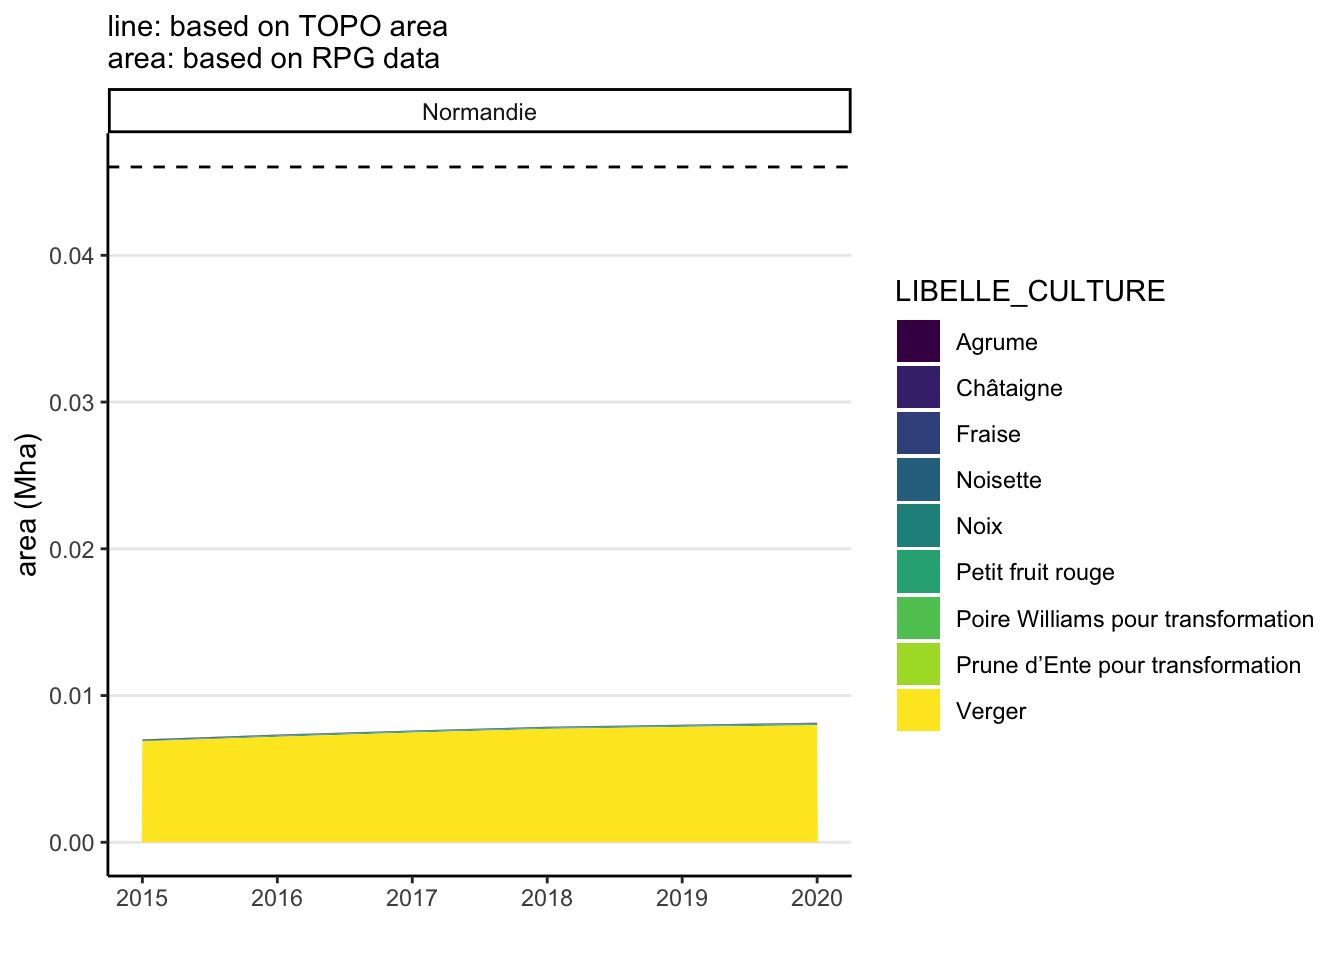 line: based on TOPO area
area: based on RPG data
Normandie
0.04
0.03
0.02
0.01
0.00
area (Mha)
2015 2016 2017 2018 2019 2020
LIBELLE_CULTURE
Agrume
Châtaigne
Fraise
Noisette
Noix
Petit fruit rouge
Poire Williams pour transformation
Prune d’Ente pour transformation
Verger